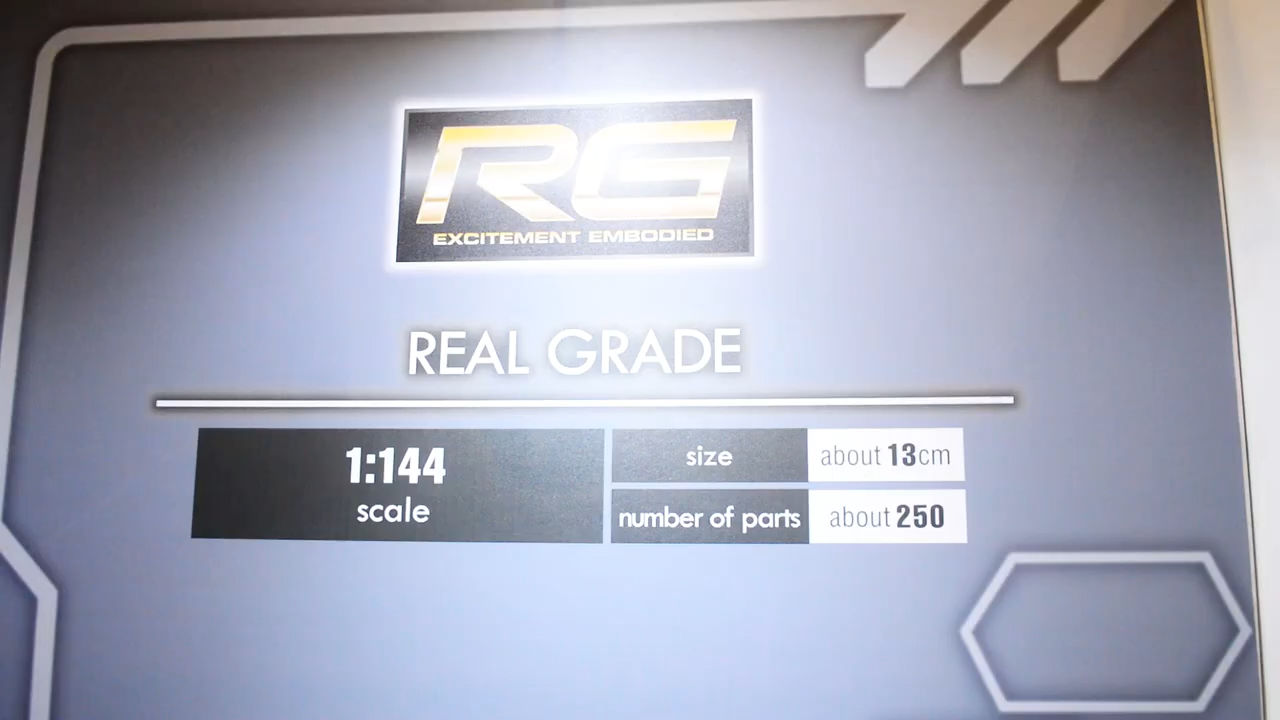 RG
EXCITEMENT EMBODIED
REAL GRADE
1:144
scale
size
about 13cm
number of parts
about 250